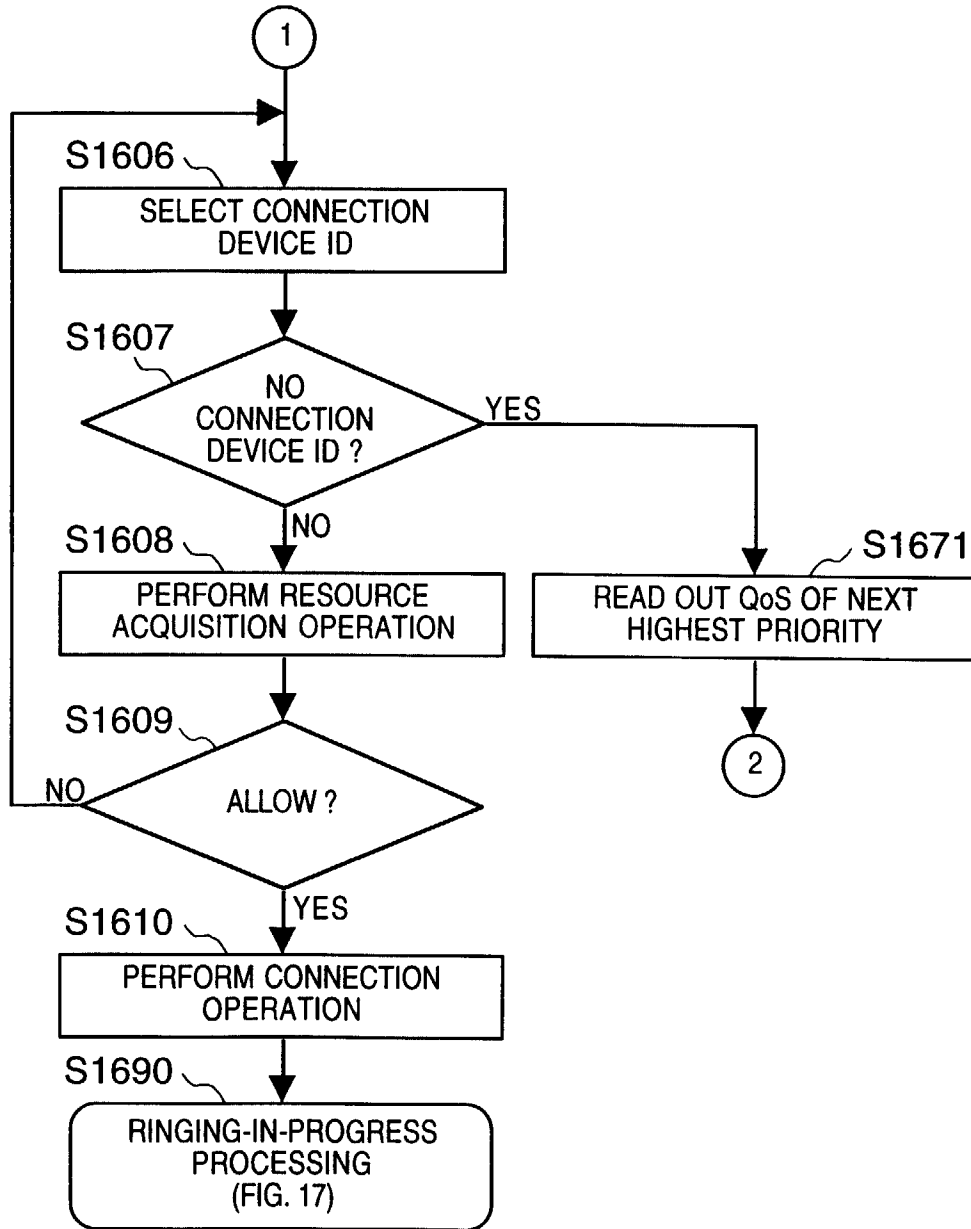 1
S1606
SELECT CONNECTION
DEVICE ID
S1607
NO
CONNECTION
DEVICE ID ?
YES
NO
S1608
PERFORM RESOURCE
ACQUISITION OPERATION
S1671
READ OUT QoS OF NEXT
HIGHEST PRIORITY
2
S1609
ALLOW ?
NO
YES
S1610
PERFORM CONNECTION
OPERATION
S1690
RINGING-IN-PROGRESS
PROCESSING
(FIG. 17)